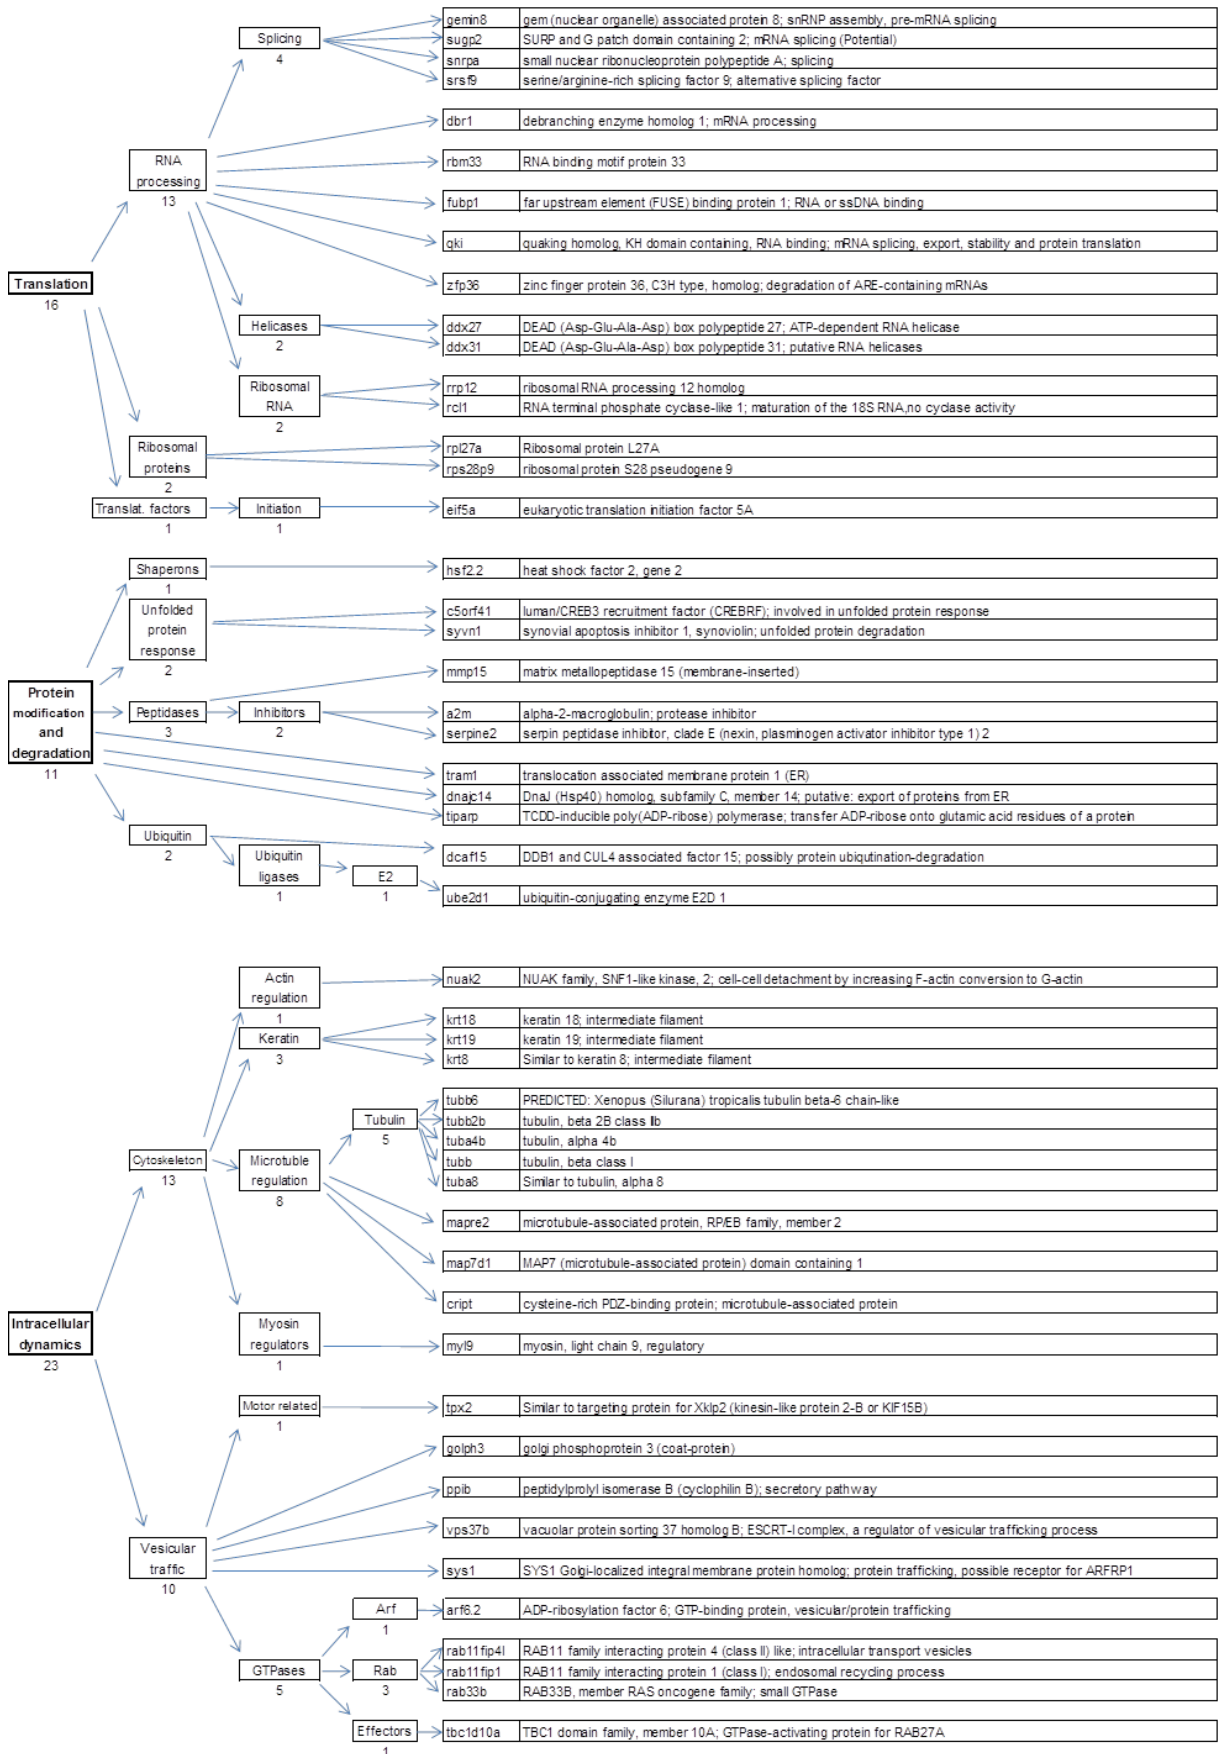 Splicing
4
gemin8 gem (nuclear organelle) associated protein 8; snRNP assembly, pre-mRNA splicing
sugp2 SURP and G patch domain containing 2; mRNA splicing (Potential)
snrpa small nuclear ribonucleoprotein polypeptide A; splicing
srsf9 serine/arginine-rich splicing factor 9; alternative splicing factor
dbr1 debranching enzyme homolog 1; mRNA processing
RNA
processing
13
rbm33 RNA binding motif protein 33
fubp1 far upstream element (FUSE) binding protein 1; RNA or ssDNA binding
qki quaking homolog, KH domain containing, RNA binding; mRNA splicing, export, stability and protein translation
Translation
16
zfp36 zinc finger protein 36, C3H type, homolog; degradation of ARE-containing mRNAs
Helicases
2
ddx27 DEAD (Asp-Glu-Ala-Asp) box polypeptide 27; ATP-dependent RNA helicase
ddx31 DEAD (Asp-Glu-Ala-Asp) box polypeptide 31; putative RNA helicases
Ribosomal
RNA
2
rrp12 ribosomal RNA processing 12 homolog
rcl1 RNA terminal phosphate cyclase-like 1; maturation of the 18S RNA,no cyclase activity
Ribosomal
proteins
2
rpl27a Ribosomal protein L27A
rps28p9 ribosomal protein S28 pseudogene 9
Translat. factors
1
Initiation
1
eif5a eukaryotic translation initiation factor 5A
Shaperons
1
hsf2.2 heat shock factor 2, gene 2
Unfolded
protein
response
2
c5orf41 luman/CREB3 recruitment factor (CREBRF); involved in unfolded protein response
syvn1 synovial apoptosis inhibitor 1, synoviolin; unfolded protein degradation
mmp15 matrix metallopeptidase 15 (membrane-inserted)
Protein
modification
and
degradation
11
Peptidases
3
Inhibitors
2
a2m alpha-2-macroglobulin; protease inhibitor
serpine2 serpin peptidase inhibitor, clade E (nexin, plasminogen activator inhibitor type 1) 2
tram1 translocation associated membrane protein 1 (ER)
dnajc14 DnaJ (Hsp40) homolog, subfamily C, member 14; putative: export of proteins from ER
tiparp TCDD-inducible poly(ADP-ribose) polymerase; transfer ADP-ribose onto glutamic acid residues of a protein
Ubiquitin
2
dcaf15 DDB1 and CUL4 associated factor 15; possibly protein ubiqutination-degradation
Ubiquitin
ligases
1
E2
1
ube2d1 ubiquitin-conjugating enzyme E2D 1
Actin
regulation
1
nuak2 NUAK family, SNF1-like kinase, 2; cell-cell detachment by increasing F-actin conversion to G-actin
Keratin
3
krt18 keratin 18; intermediate filament
krt19 keratin 19; intermediate filament
krt8 Similar to keratin 8; intermediate filament
Tubulin
5
tubb6 PREDICTED: Xenopus (Silurana) tropicalis tubulin beta-6 chain-like
tubb2b tubulin, beta 2B class IIb
tuba4b tubulin, alpha 4b
tubb tubulin, beta class I
tuba8 Similar to tubulin, alpha 8
Cytoskeleton
13
Microtuble
regulation
8
mapre2 microtubule-associated protein, RP/EB family, member 2
map7d1 MAP7 (microtubule-associated protein) domain containing 1
cript cysteine-rich PDZ-binding protein; microtubule-associated protein
Intracellular
dynamics
23
Myosin
regulators
1
myl9 myosin, light chain 9, regulatory
Motor related
1
tpx2 Similar to targeting protein for Xklp2 (kinesin-like protein 2-B or KIF15B)
golph3 golgi phosphoprotein 3 (coat-protein)
ppib peptidylprolyl isomerase B (cyclophilin B); secretory pathway
vps37b vacuolar protein sorting 37 homolog B; ESCRT-I complex, a regulator of vesicular trafficking process
Vesicular
traffic
10
sys1 SYS1 Golgi-localized integral membrane protein homolog; protein trafficking, possible receptor for ARFRP1
Arf
1
arf6.2 ADP-ribosylation factor 6; GTP-binding protein, vesicular/protein trafficking
GTPases
5
Rab
3
rab11fip4l RAB11 family interacting protein 4 (class II) like; intracellular transport vesicles
rab11fip1 RAB11 family interacting protein 1 (class I); endosomal recycling process
rab33b RAB33B, member RAS oncogene family; small GTPase
Effectors
1
tbc1d10a TBC1 domain family, member 10A; GTPase-activating protein for RAB27A